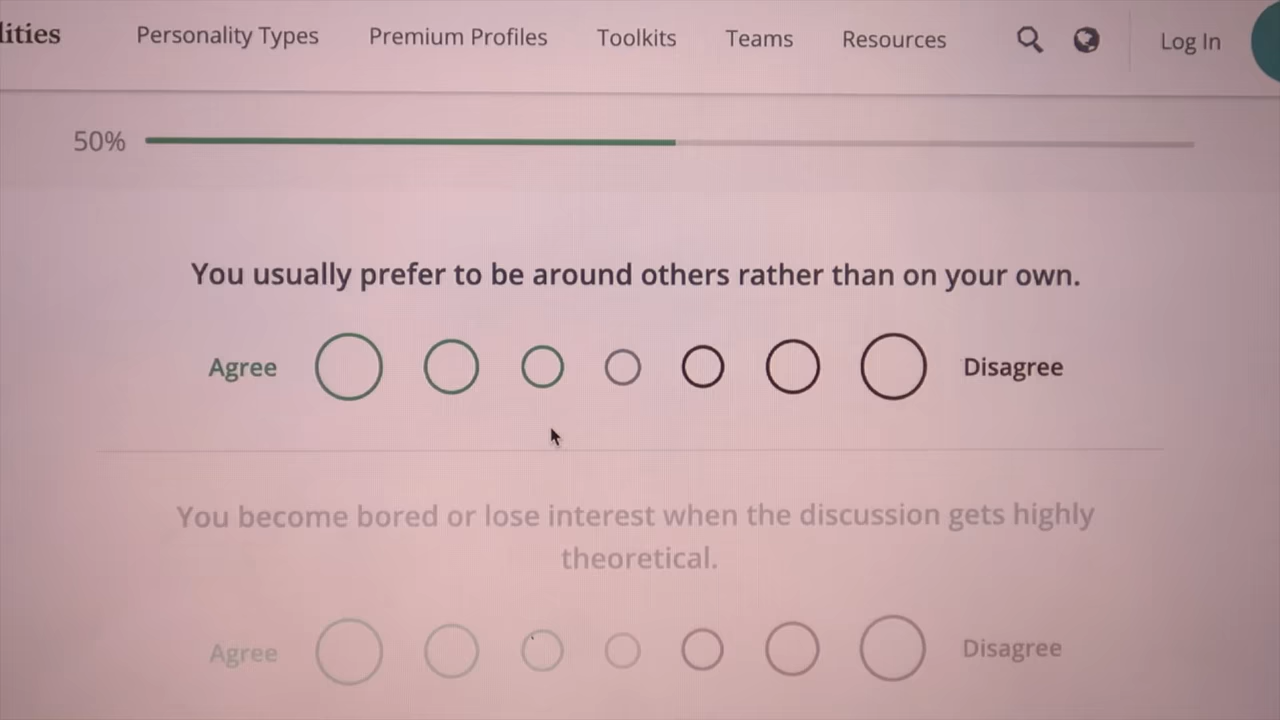 lities Personality Types Premium Profiles Toolkits Teams Resources Log In
50%
You usually prefer to be around others rather than on your own.
Agree Disagree
You become bored or lose interest when the discussion gets highly
theoretical.
Agree Disagree